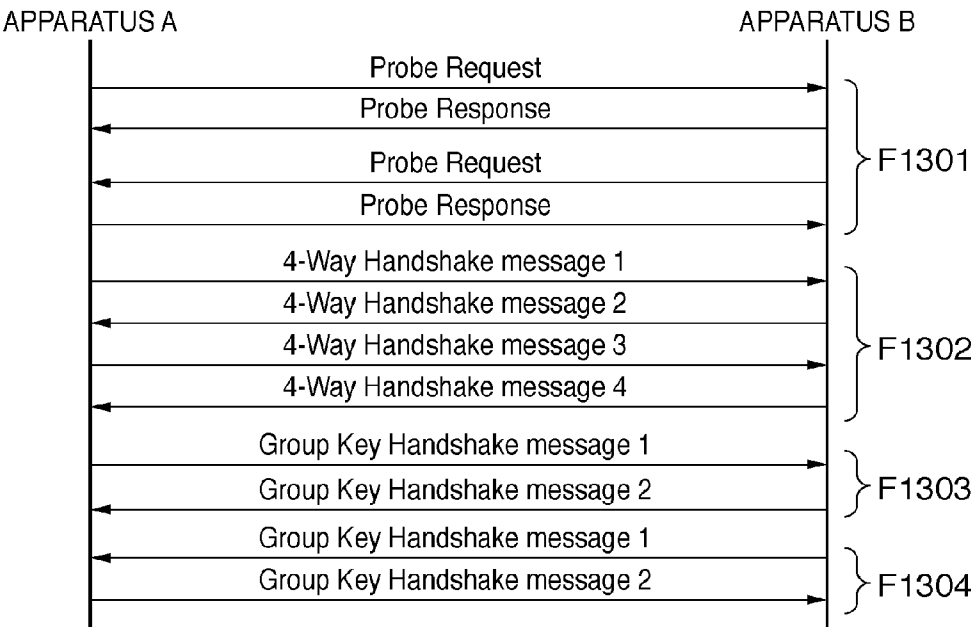 APPARATUS A
APPARATUS B
Probe Request
Probe Response
Probe Request
Probe Response
F1301
4-Way Handshake message 1
4-Way Handshake message 2
4-Way Handshake message 3
4-Way Handshake message 4
F1302
Group Key Handshake message 1
Group Key Handshake message 2
F1303
Group Key Handshake message 1
Group Key Handshake message 2
F1304